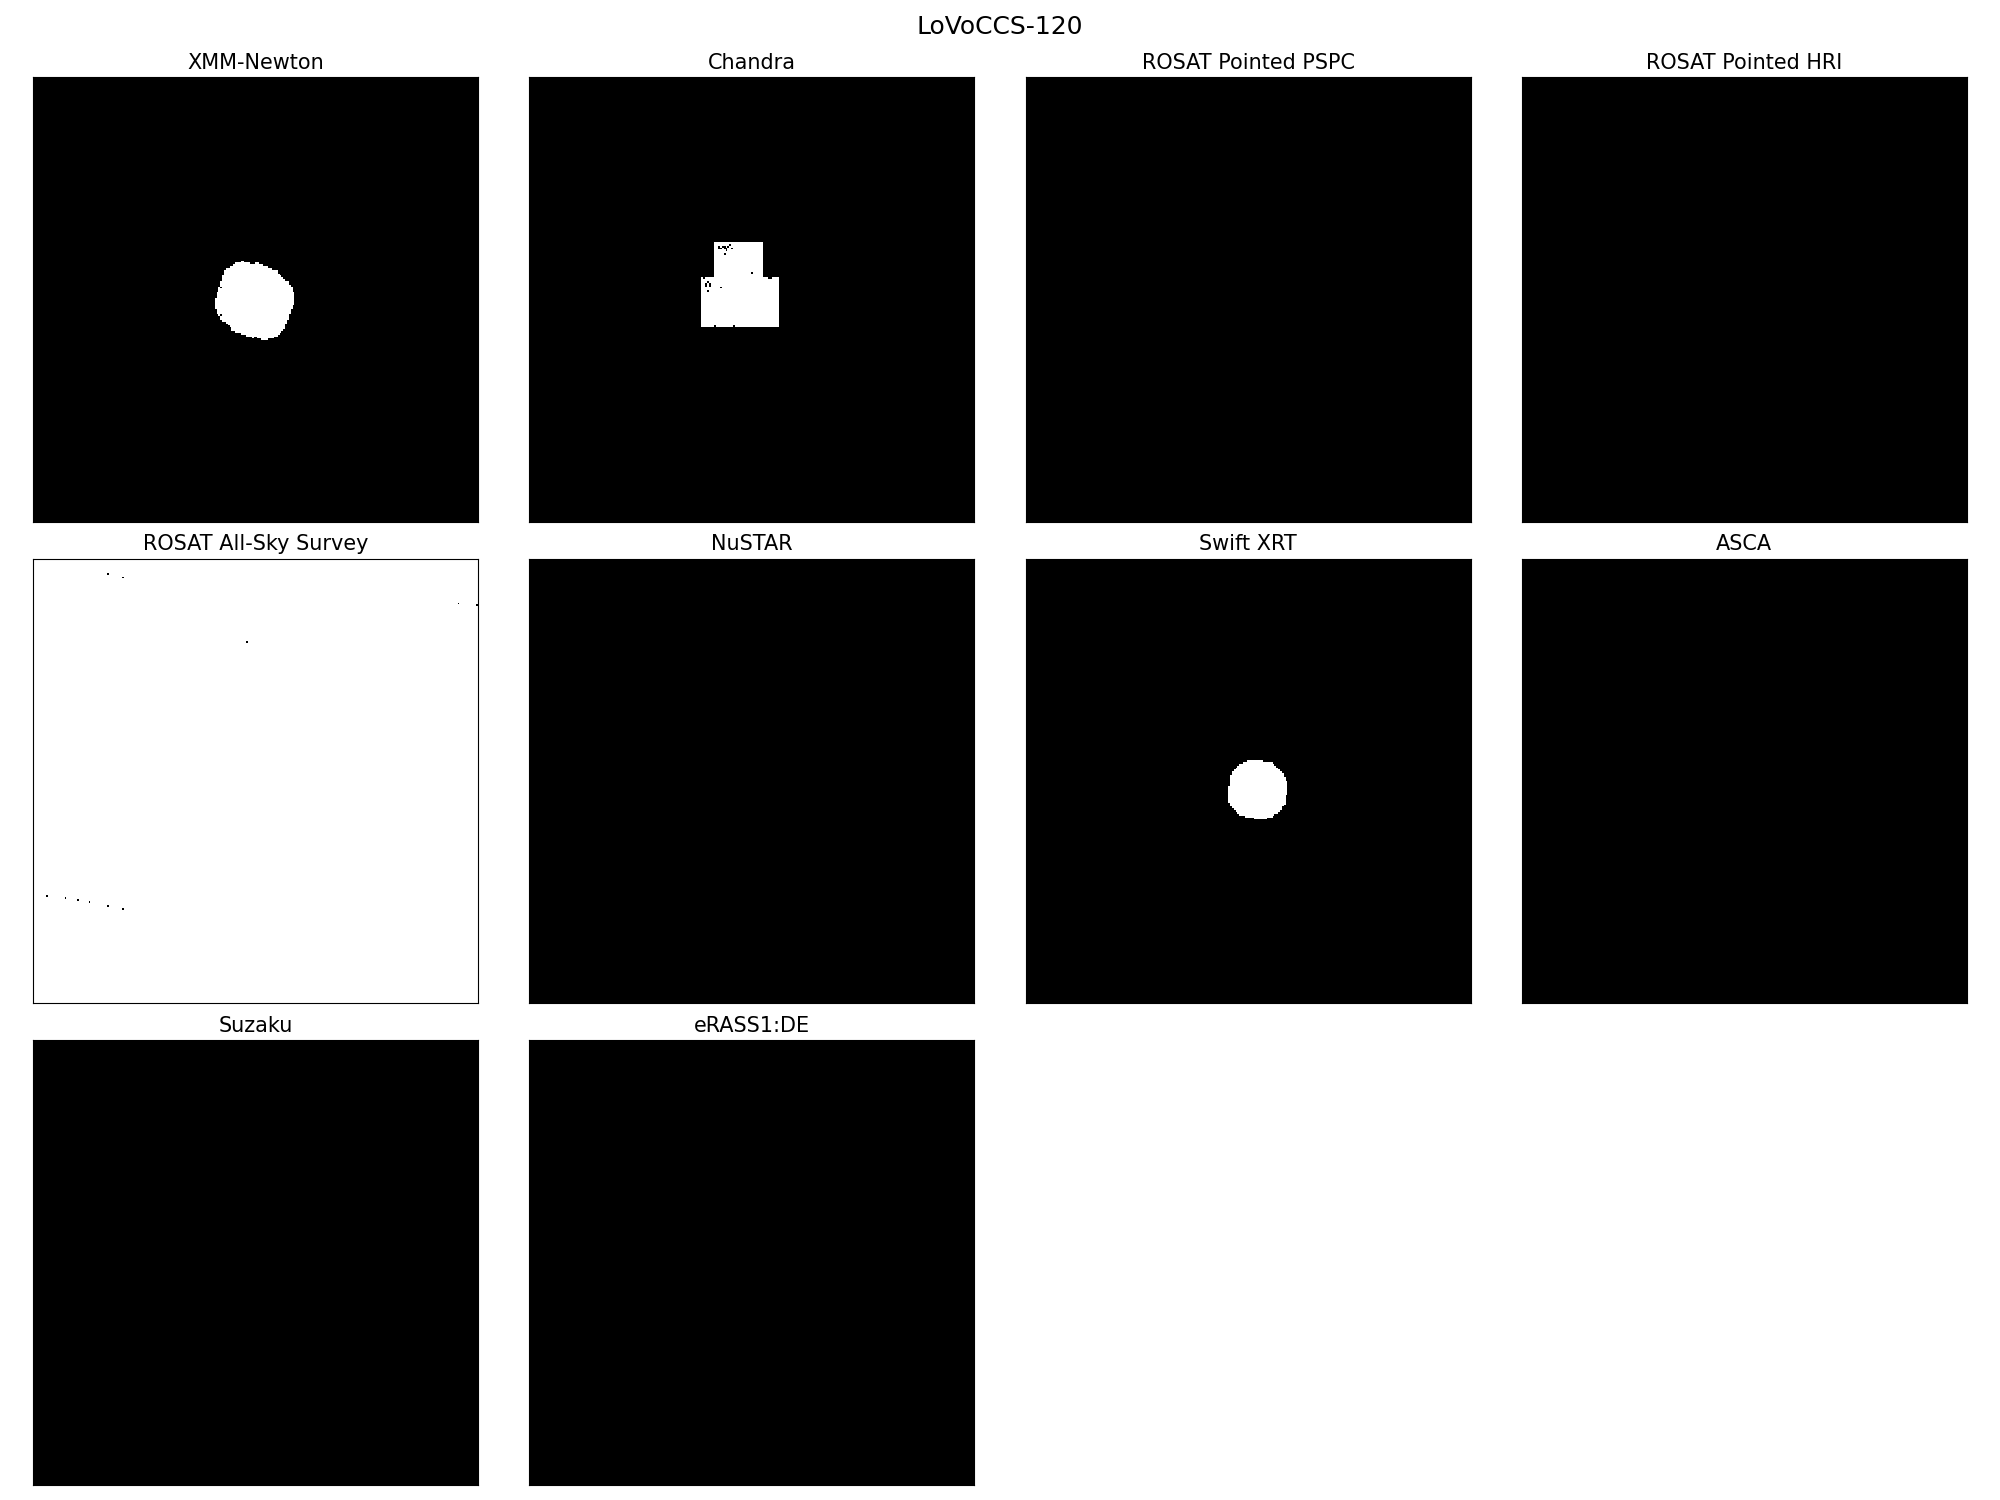 LoVoCCS-120
XMM-Newton
Chandra
ROSAT Pointed PSPC
ROSAT Pointed HRI
ROSAT All-Sky Survey
NuSTAR
Swift XRT
ASCA
Suzaku
eRASS1:DE